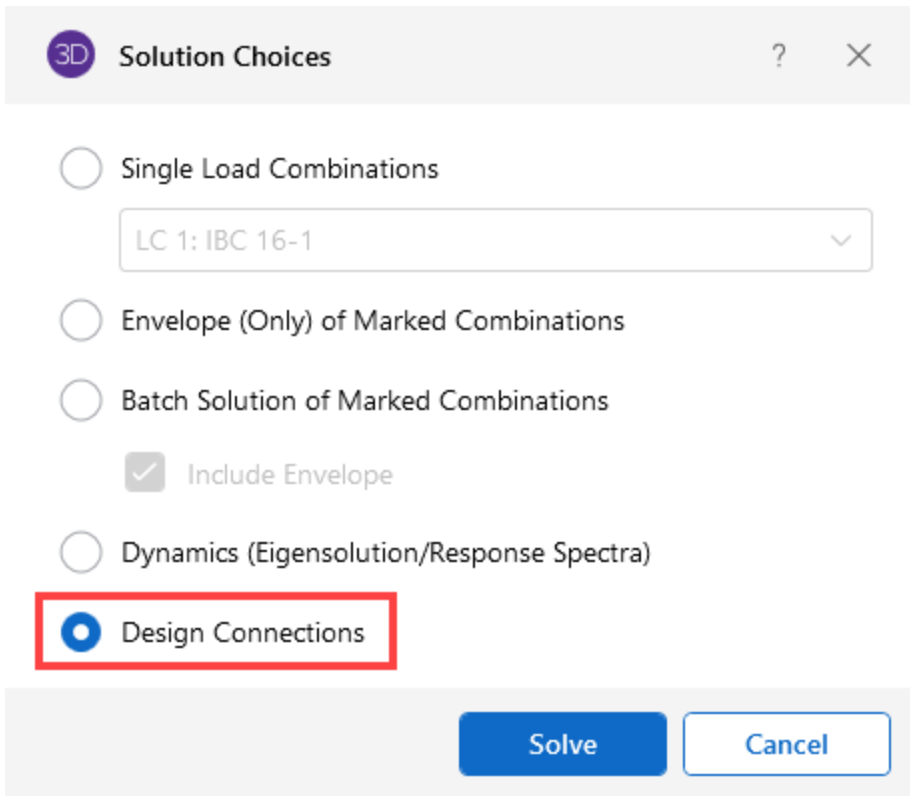 3D Solution Choices ?
Single Load Combinations
LC 1: IBC 16-1
Envelope (Only) of Marked Combinations
Batch Solution of Marked Combinations
Include Envelope
Dynamics (Eigensolution/Response Spectra)
Design Connections
Solve Cancel